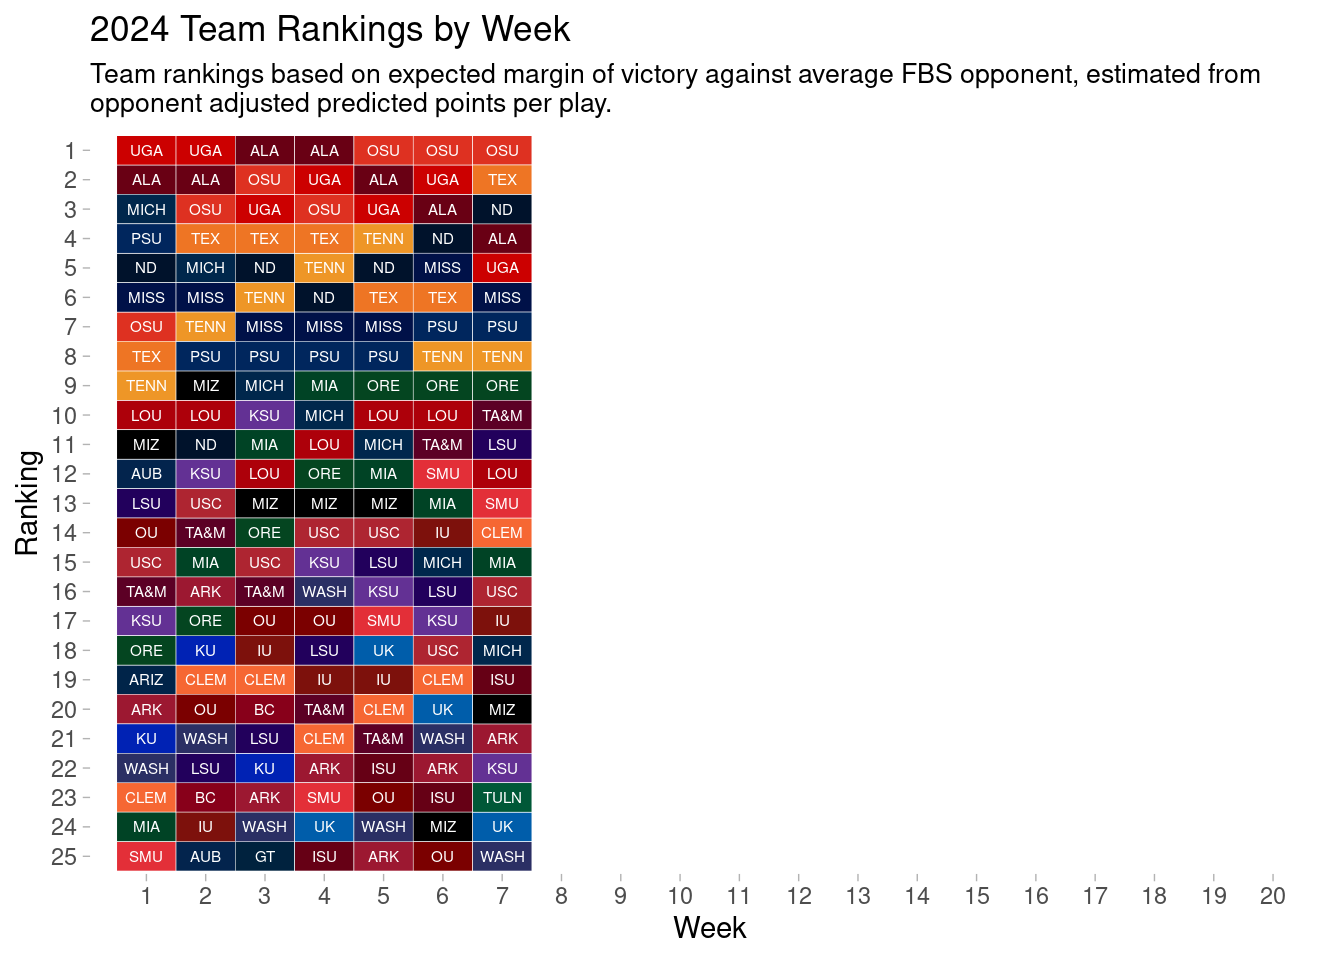 2024 Team Rankings by Week
Team rankings based on expected margin of victory against average FBS opponent, estimated from
opponent adjusted predicted points per play.
Ranking
1 UGA UGA ALA ALA OSU OSU OSU
2 ALA ALA OSU UGA ALA UGA TEX
3 MICH OSU UGA OSU UGA ALA ND
4 PSU TEX TEX TEX TENN ND ALA
5 ND MICH ND TENN ND MISS UGA
6 MISS MISS TENN ND TEX TEX MISS
7 OSU TENN MISS MISS MISS PSU PSU
8 TEX PSU PSU PSU PSU TENN TENN
9 TENN MIZ MICH MIA ORE ORE ORE
10 LOU LOU KSU MICH LOU LOU TA&M
11 MIZ ND MIA LOU MICH TA&M LSU
12 AUB KSU LOU ORE MIA SMU LOU
13 LSU USC MIZ MIZ MIZ MIA SMU
14 OU TA&M ORE USC USC IU CLEM
15 USC MIA USC KSU LSU MICH MIA
16 TA&M ARK TA&M WASH KSU LSU USC
17 KSU ORE OU OU SMU KSU IU
18 ORE KU IU LSU UK USC MICH
19 ARIZ CLEM CLEM IU IU CLEM ISU
20 ARK OU BC TA&M CLEM UK MIZ
21 KU WASH LSU CLEM TA&M WASH ARK
22 WASH LSU KU ARK ISU ARK KSU
23 CLEM BC ARK SMU OU ISU TULN
24 MIA IU WASH UK WASH MIZ UK
25 SMU AUB GT ISU ARK OU WASH
1 2 3 4 5 6 7 8 9 10 11 12 13 14 15 16 17 18 19 20
Week